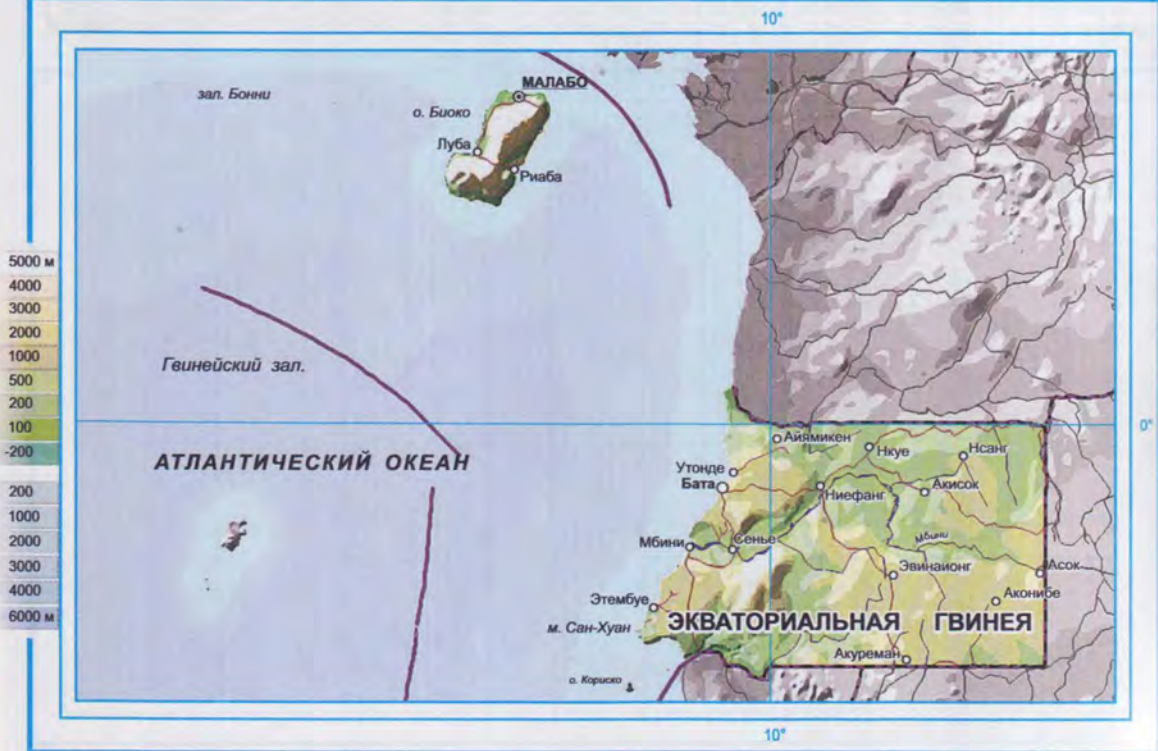 10°
МАЛАБО
зал. Бонни
о. Биоко
Луба
Риаба
5000 м
4000
3000
2000
1000
500
200
100
-200
200
1000
2000
3000
4000
6000 м
Гвинейский зал.
АТЛАНТИЧЕСКИЙ ОКЕАН
0°
Айямикен
Нкуе
Нсанг
Утонде
Бата
Ниефанг
Акисок
Мбини
Сенье
Мбини
Эвинаионг
Асок
Аконибе
Этембуе
м. Сан-Хуан
ЭКВАТОРИАЛЬНАЯ ГВИНЕЯ
Акуреман
о. Кориско
10°